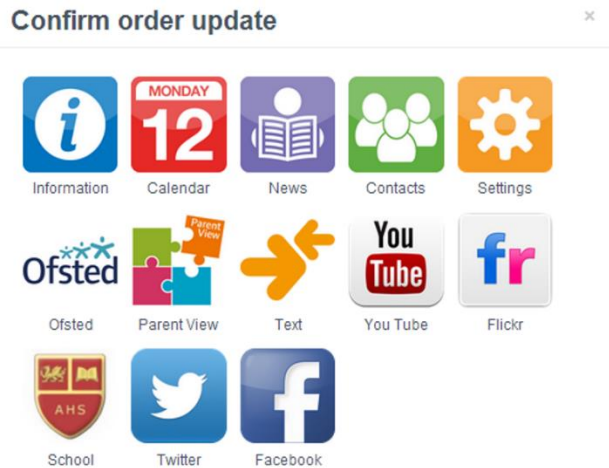 Confirm order update
×
MONDAY
12
i
Information
Calendar
News
Contacts
Settings
Ofsted
Parent
View
You
Tube
fr
Ofsted
Parent View
Text
You Tube
Flickr
AHS
f
School
Twitter
Facebook